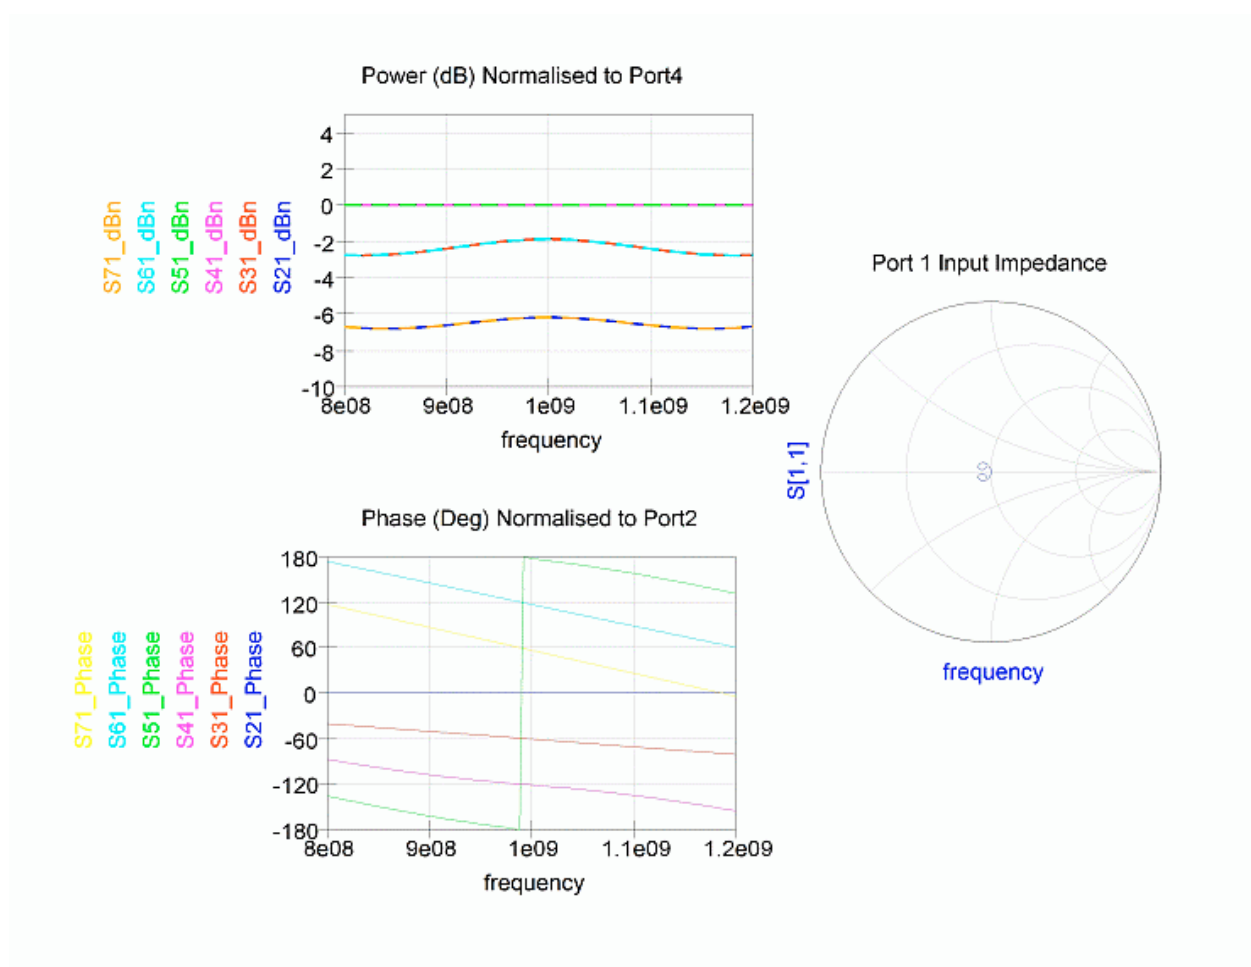 Power (dB) Normalised to Port4
S71_dBn
S61_dBn
S51_dBn
S41_dBn
S31_dBn
S21_dBn
4
2
0
-2
-4
-6
-8
-10
8e08 9e08 1e09 1.1e09 1.2e09
frequency
Port 1 Input Impedance
S[1,1]
frequency
Phase (Deg) Normalised to Port2
S71_Phase
S61_Phase
S51_Phase
S41_Phase
S31_Phase
S21_Phase
180
120
60
0
-60
-120
-180
8e08 9e08 1e09 1.1e09 1.2e09
frequency